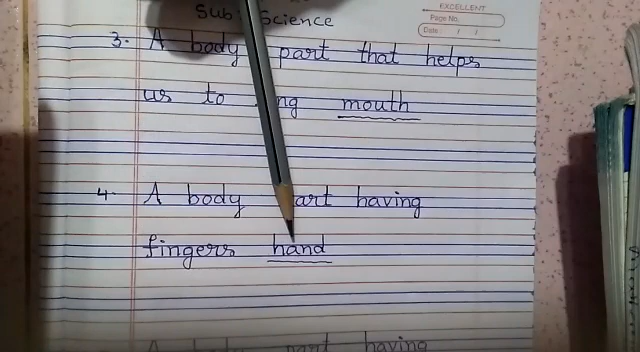 Sub: Science
EXCELLENT
Page No.
Date: / /
3. A body part that helps
us to ng mouth
4. A body art having
fingers hand
A body part having